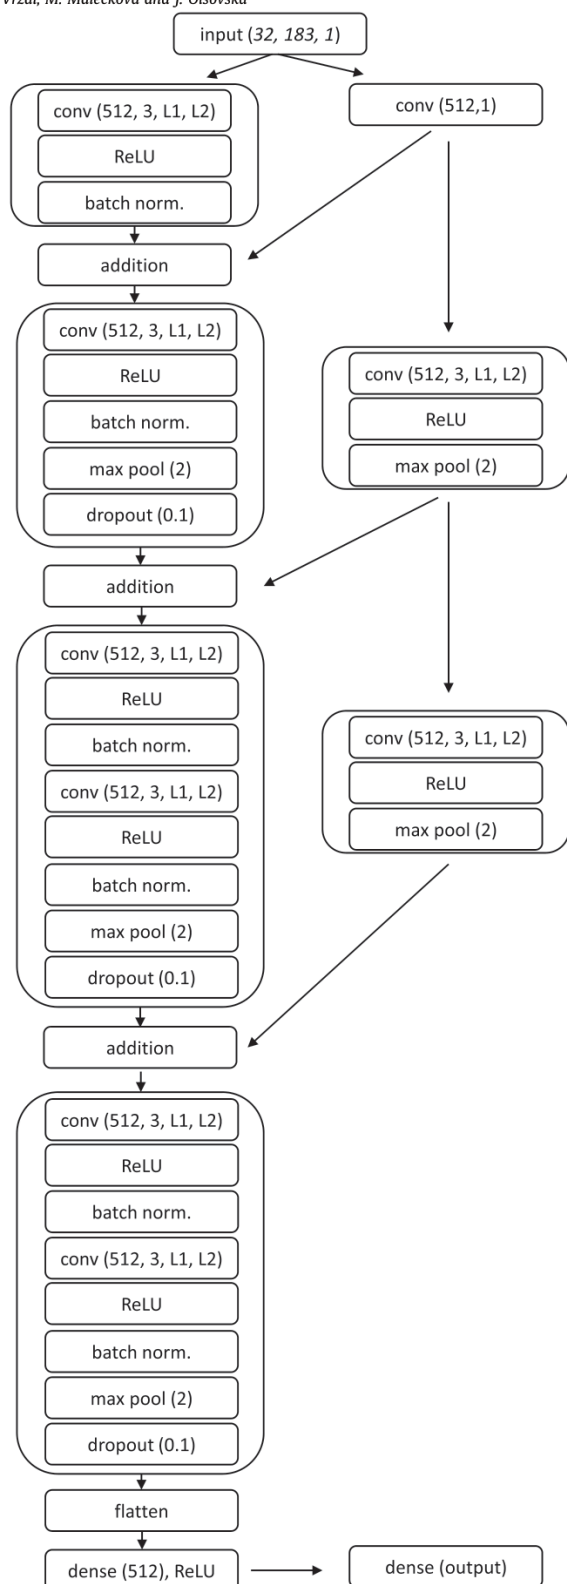 Vrzal, M. Malečková and J. Olšovská
input (32, 183, 1)
conv (512, 3, L1, L2)
ReLU
batch norm.
conv (512,1)
addition
conv (512, 3, L1, L2)
ReLU
batch norm.
max pool (2)
dropout (0.1)
conv (512, 3, L1, L2)
ReLU
max pool (2)
addition
conv (512, 3, L1, L2)
ReLU
batch norm.
conv (512, 3, L1, L2)
ReLU
batch norm.
max pool (2)
dropout (0.1)
conv (512, 3, L1, L2)
ReLU
max pool (2)
addition
conv (512, 3, L1, L2)
ReLU
batch norm.
conv (512, 3, L1, L2)
ReLU
batch norm.
max pool (2)
dropout (0.1)
flatten
dense (512), ReLU
dense (output)